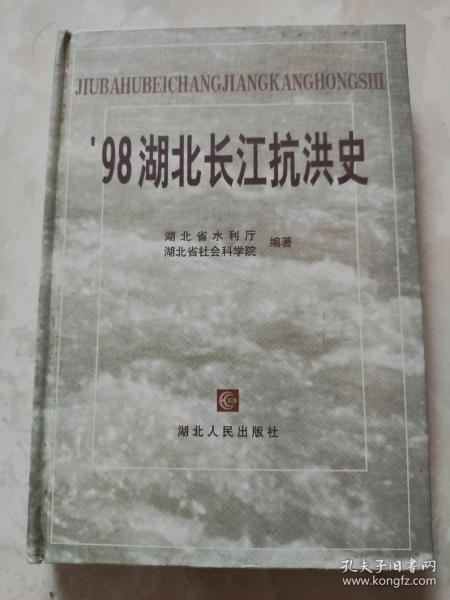 JIUBAHUBEICHANGJIANGKANGHONGSHI
'98湖北长江抗洪史
湖北省水利厅
湖北省社会科学院
编著
湖北人民出版社
孔夫子旧书网
www.kongfz.com